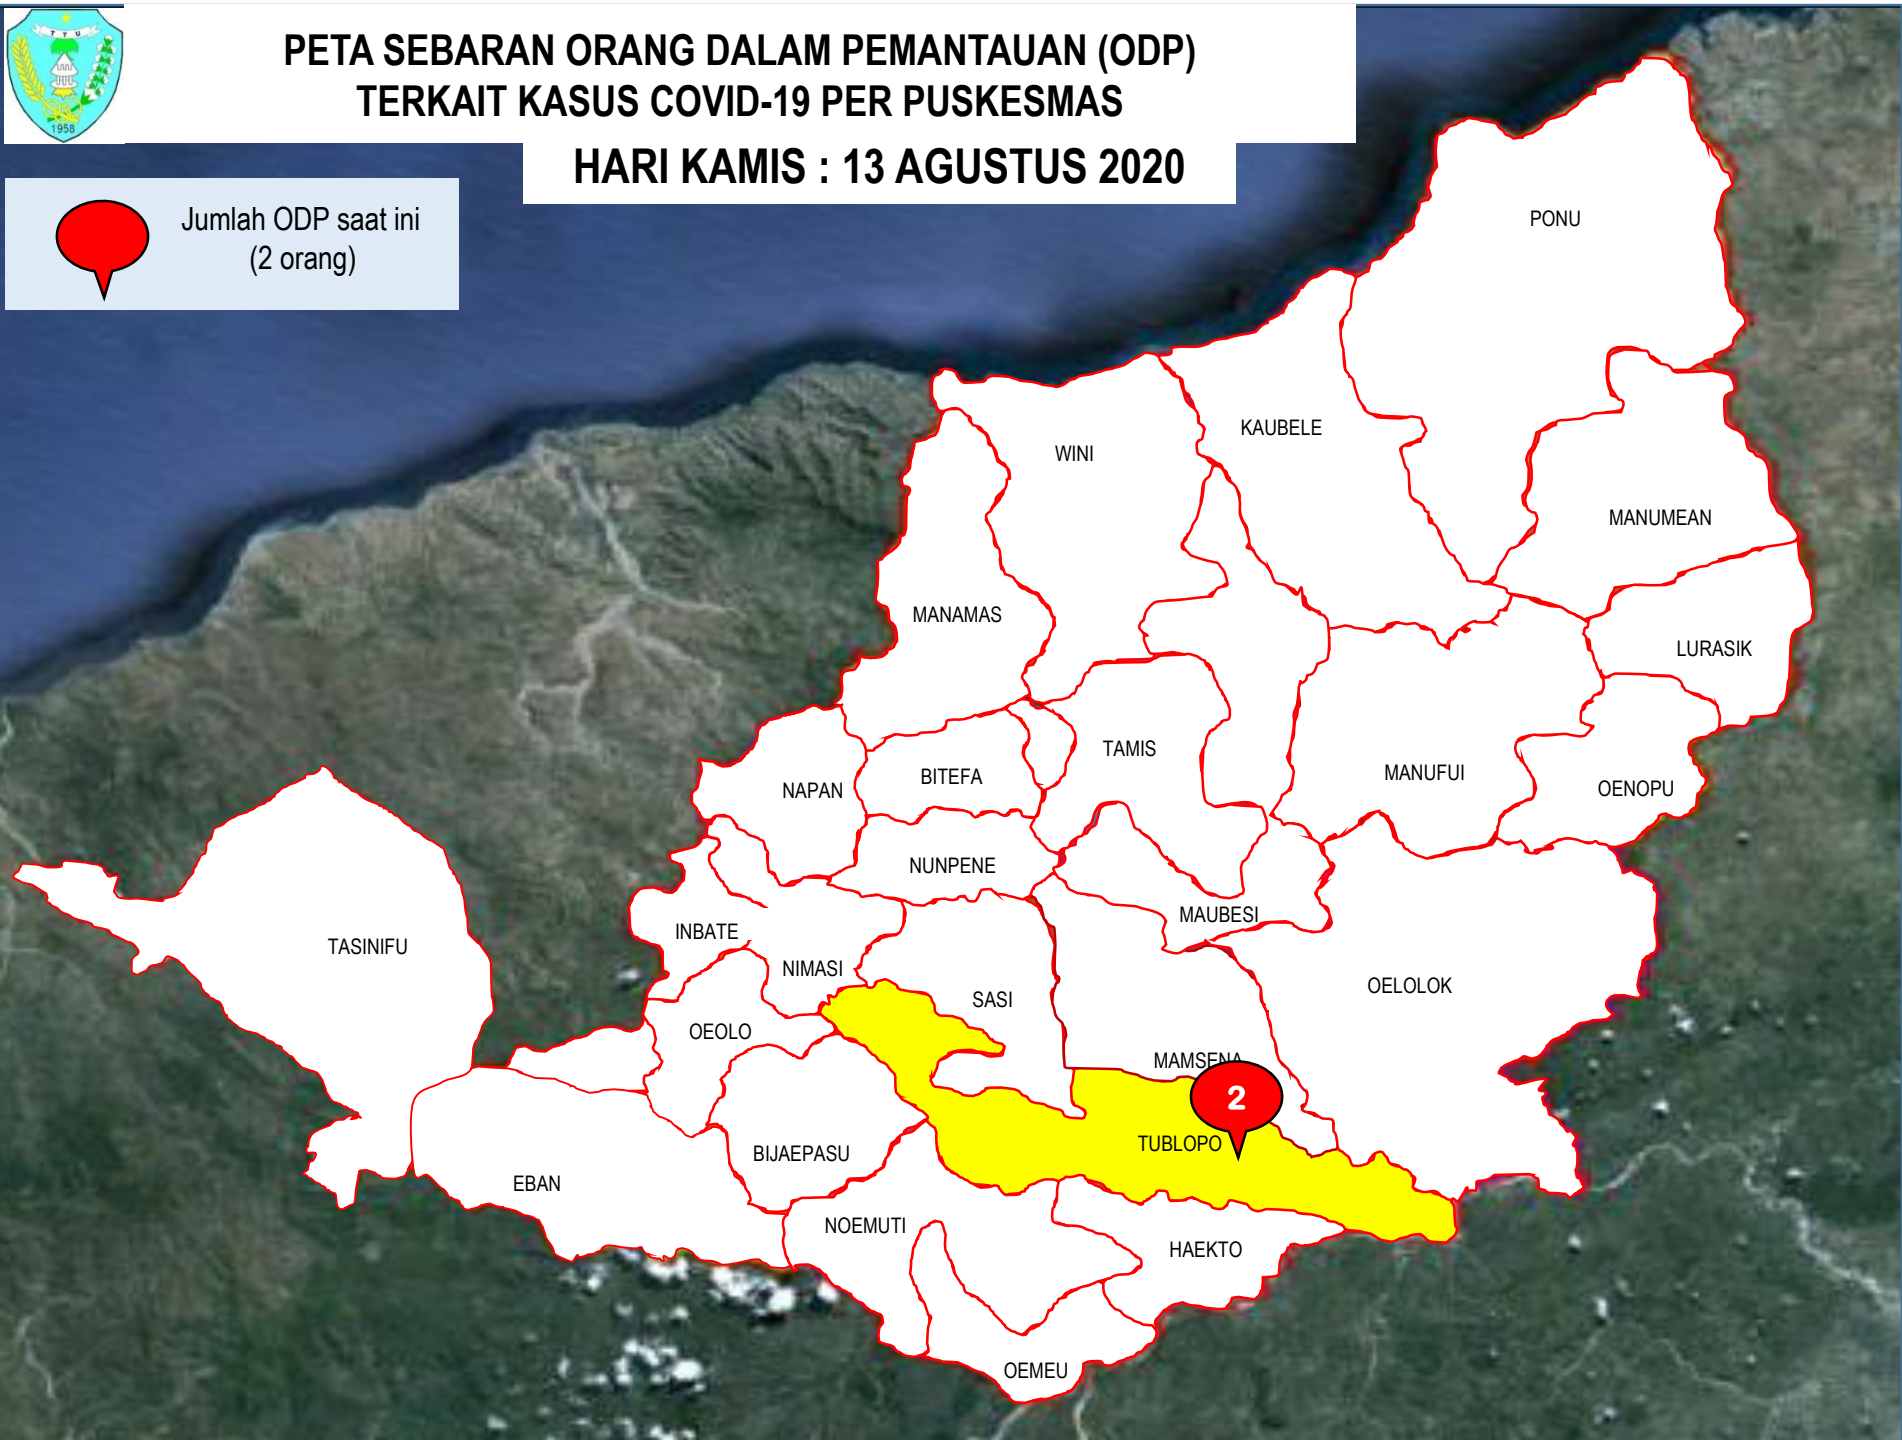 T T U
1958
PETA SEBARAN ORANG DALAM PEMANTAUAN (ODP)
TERKAIT KASUS COVID-19 PER PUSKESMAS
HARI KAMIS : 13 AGUSTUS 2020
Jumlah ODP saat ini
(2 orang)
PONU
KAUBELE
WINI
MANUMEAN
MANAMAS
LURASIK
TAMIS
BITEFA
MANUFUI
NAPAN
OENOPU
NUNPENE
MAUBESI
INBATE
TASINIFU
NIMASI
OELOLOK
SASI
OEOLO
MAMSENA
2
TUBLOPO
BIJAEPASU
EBAN
NOEMUTI
HAEKTO
OEMEU